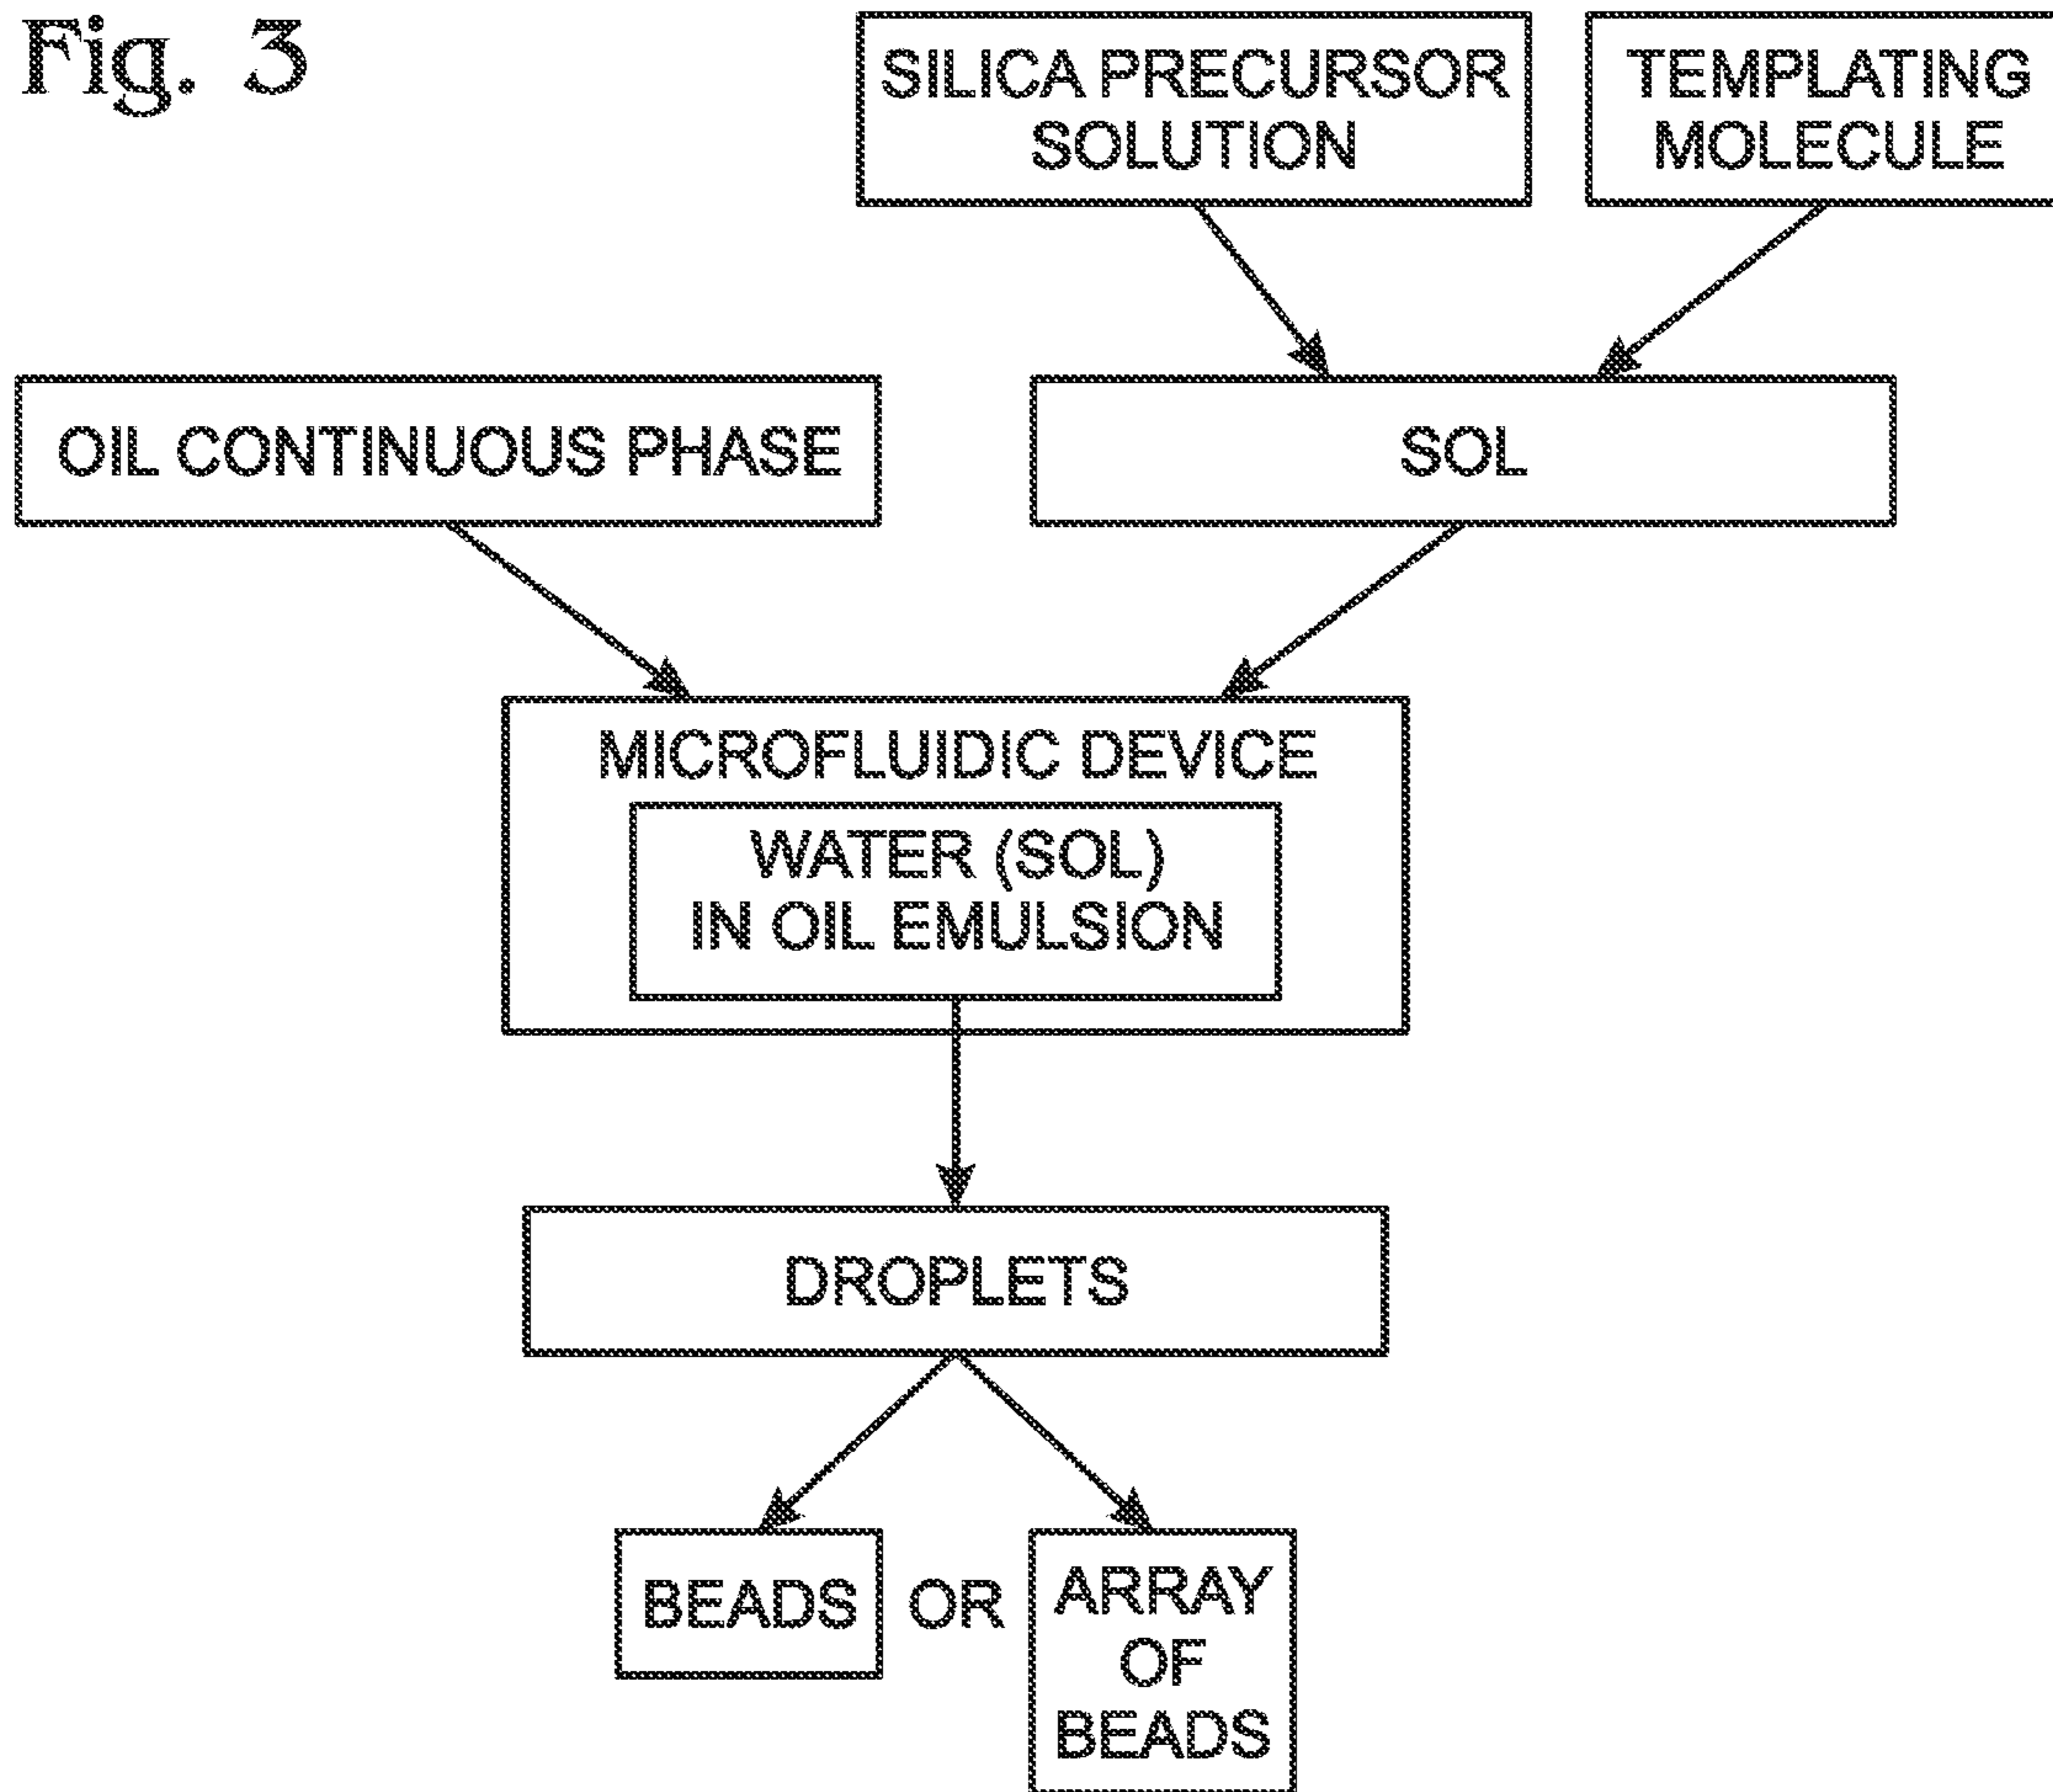 Fig. 3
SILICA PRECURSOR
SOLUTION
TEMPLATING
MOLECULE
OIL CONTINUOUS PHASE
SOL
MICROFLUIDIC DEVICE
WATER (SOL)
IN OIL EMULSION
DROPLETS
BEADS
OR
ARRAY
OF
BEADS